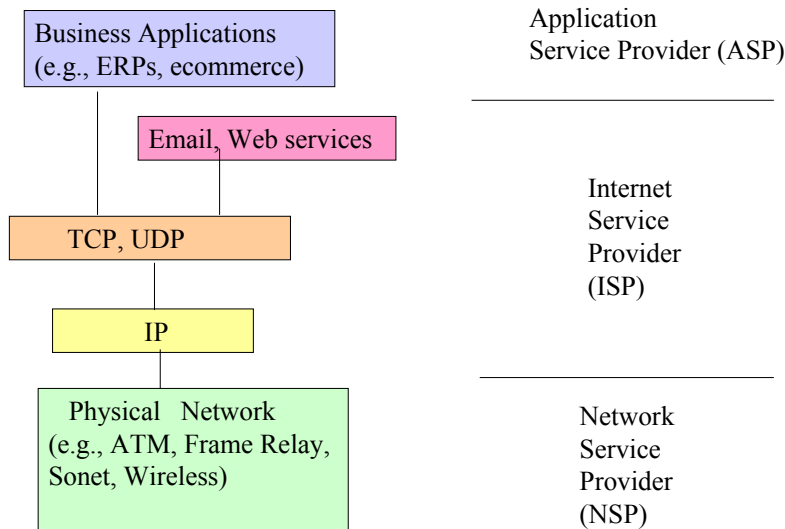 Business Applications
(e.g., ERPs, ecommerce)
Email, Web services
TCP, UDP
IP
Physical Network
(e.g., ATM, Frame Relay,
Sonet, Wireless)
Application
Service Provider (ASP)
Internet
Service
Provider
(ISP)
Network
Service
Provider
(NSP)